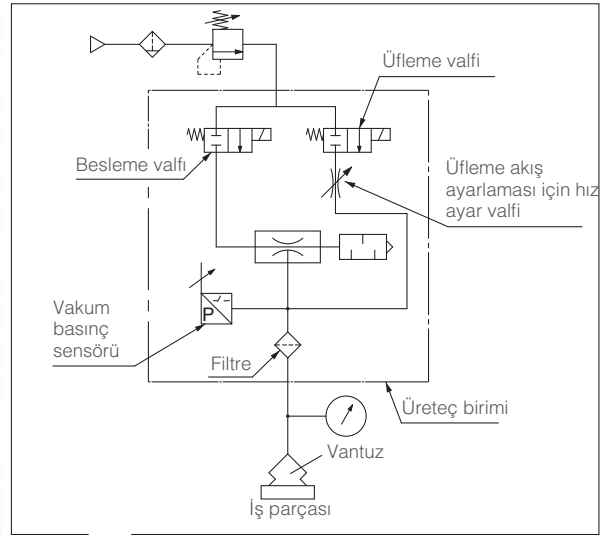 Üfleme valfi
Besleme valfı
Üfleme akış
ayarlaması için hız
ayar valfi
P
Vakum
basınç
sensörü
Filtre
Üreteç birimi
Vantuz
İş parçası